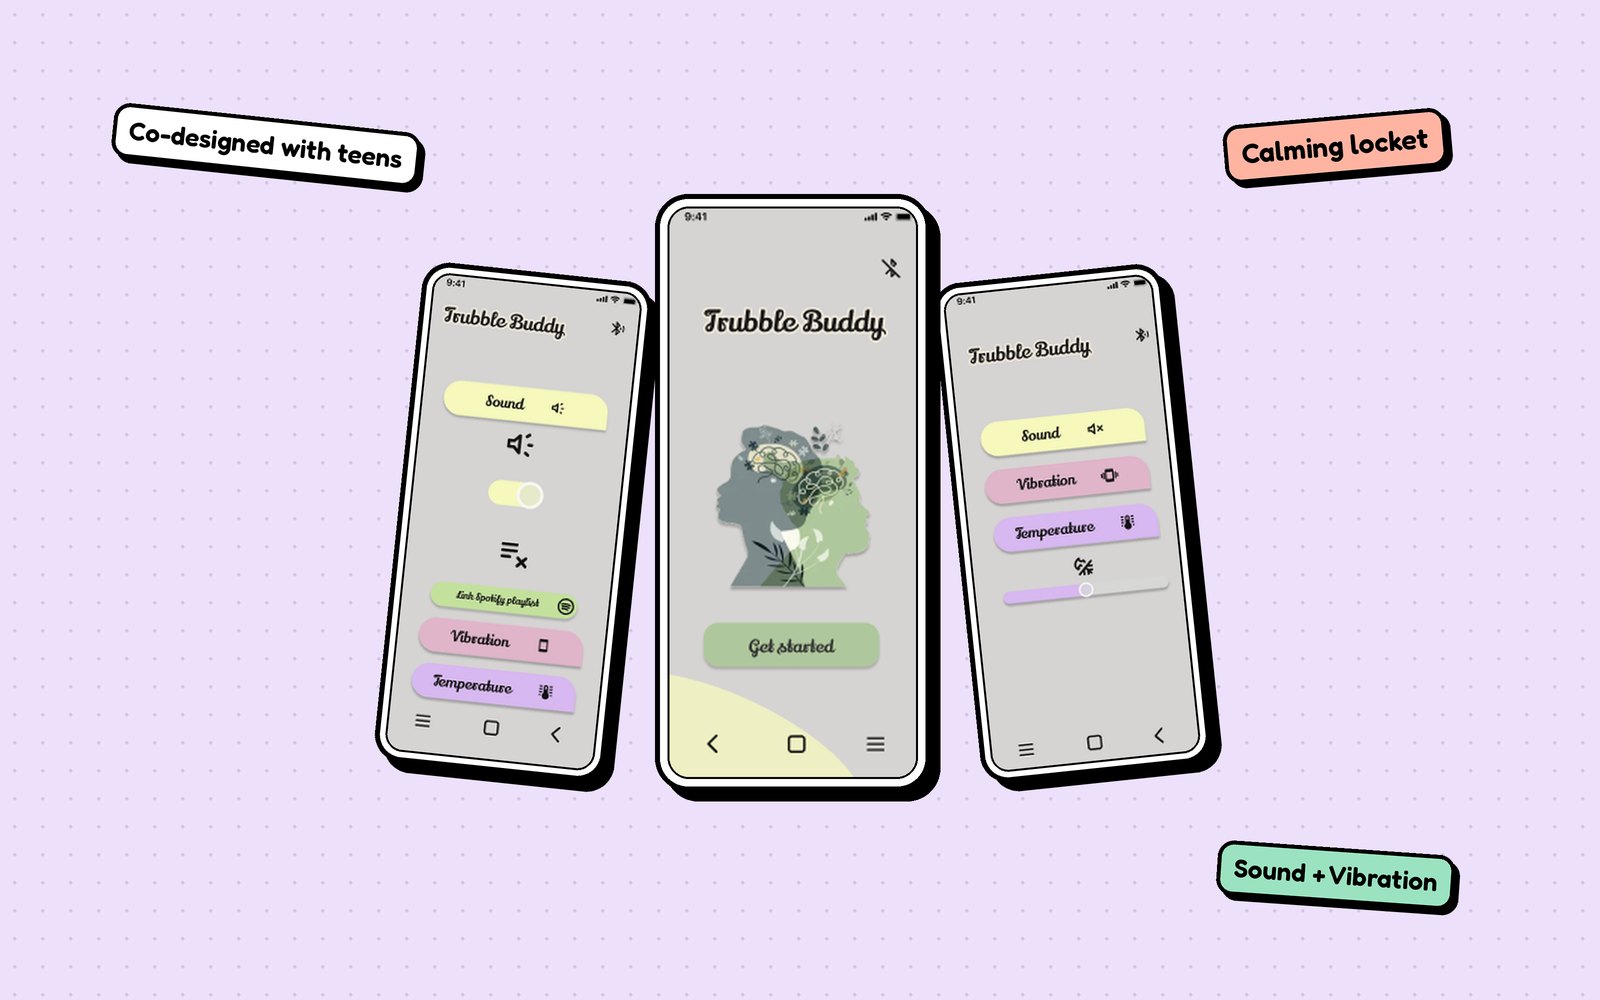 Co-designed with teens
Calming locket
9:41
Trubble Buddy
Sound
Link Spotify playlist
Vibration
Temperature
9:41
Trubble Buddy
Get started
9:41
Trubble Buddy
Sound
Vibration
Temperature
Sound + Vibration